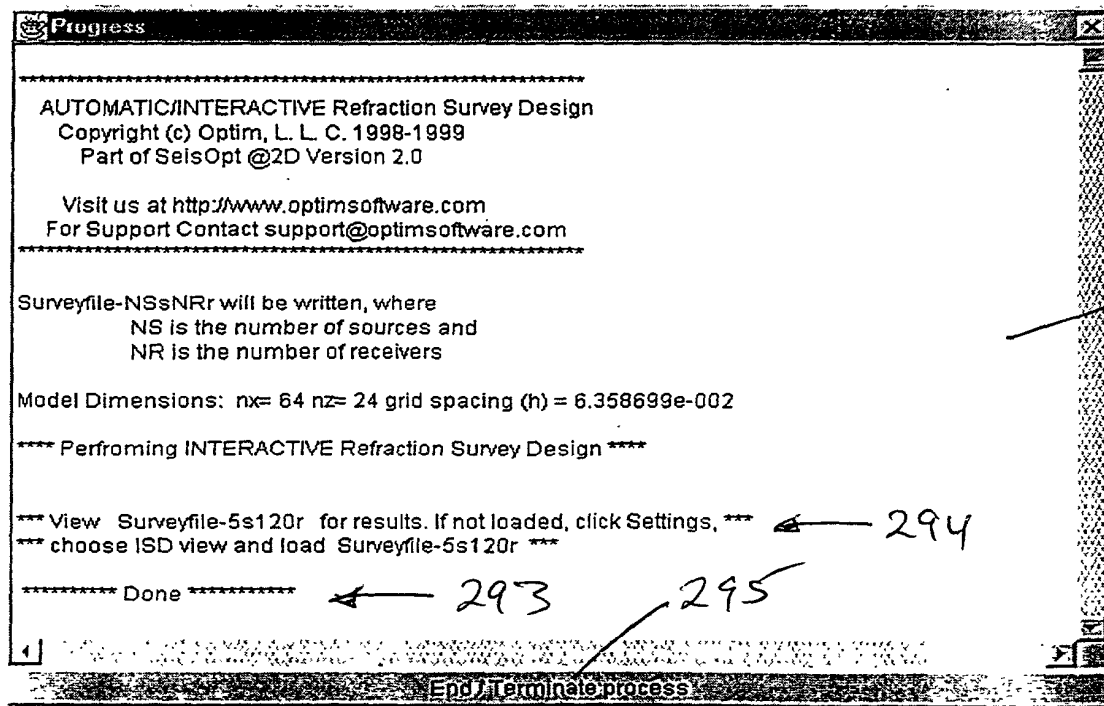 Progress
************************************************************
AUTOMATIC/INTERACTIVE Refraction Survey Design
Copyright (c) Optim, L. L. C. 1998-1999
Part of SeisOpt @2D Version 2.0
Visit us at http://www.optimsoftware.com
For Support Contact support@optimsoftware.com
************************************************************
Surveyfile-NSsNRr will be written, where
NS is the number of sources and
NR is the number of receivers
Model Dimensions: nx= 64 nz= 24 grid spacing (h) = 6.358699e-002
**** Perfroming INTERACTIVE Refraction Survey Design ****
*** View Surveyfile-5s120r for results. If not loaded, click Settings, *** 294
*** choose ISD view and load Surveyfile-5s120r ***
********** Done *********** 293 295
End / Terminate process